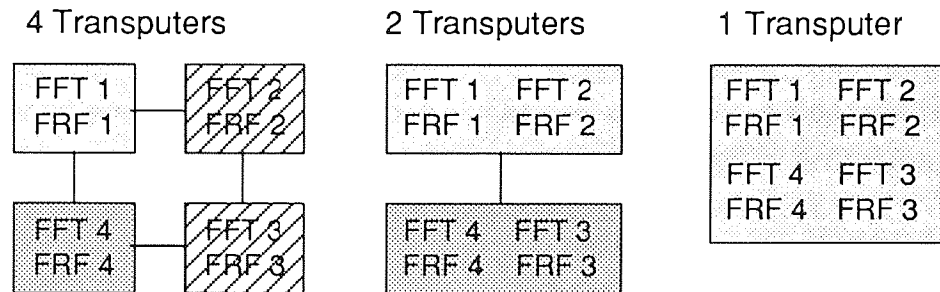 4 Transputers
2 Transputers
1 Transputer
FFT 1
FRF 1
FFT 2
FRF 2
FFT 4
FRF 4
FFT 3
FRF 3
FFT 1 FFT 2
FRF 1 FRF 2
FFT 4 FFT 3
FRF 4 FRF 3
FFT 1 FFT 2
FRF 1 FRF 2
FFT 4 FFT 3
FRF 4 FRF 3